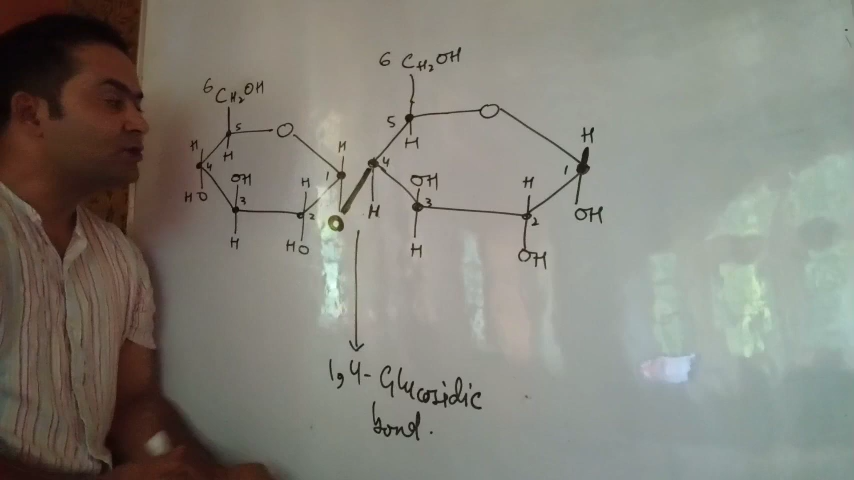 6 CH₂OH
6 CH₂OH
5 O
5 O
H H
H
H 4 H 1 H
4 1
OH H OH H
HO 3 2 H 3 2 OH
O
H HO H OH
1,4-Glucosidic
bond.